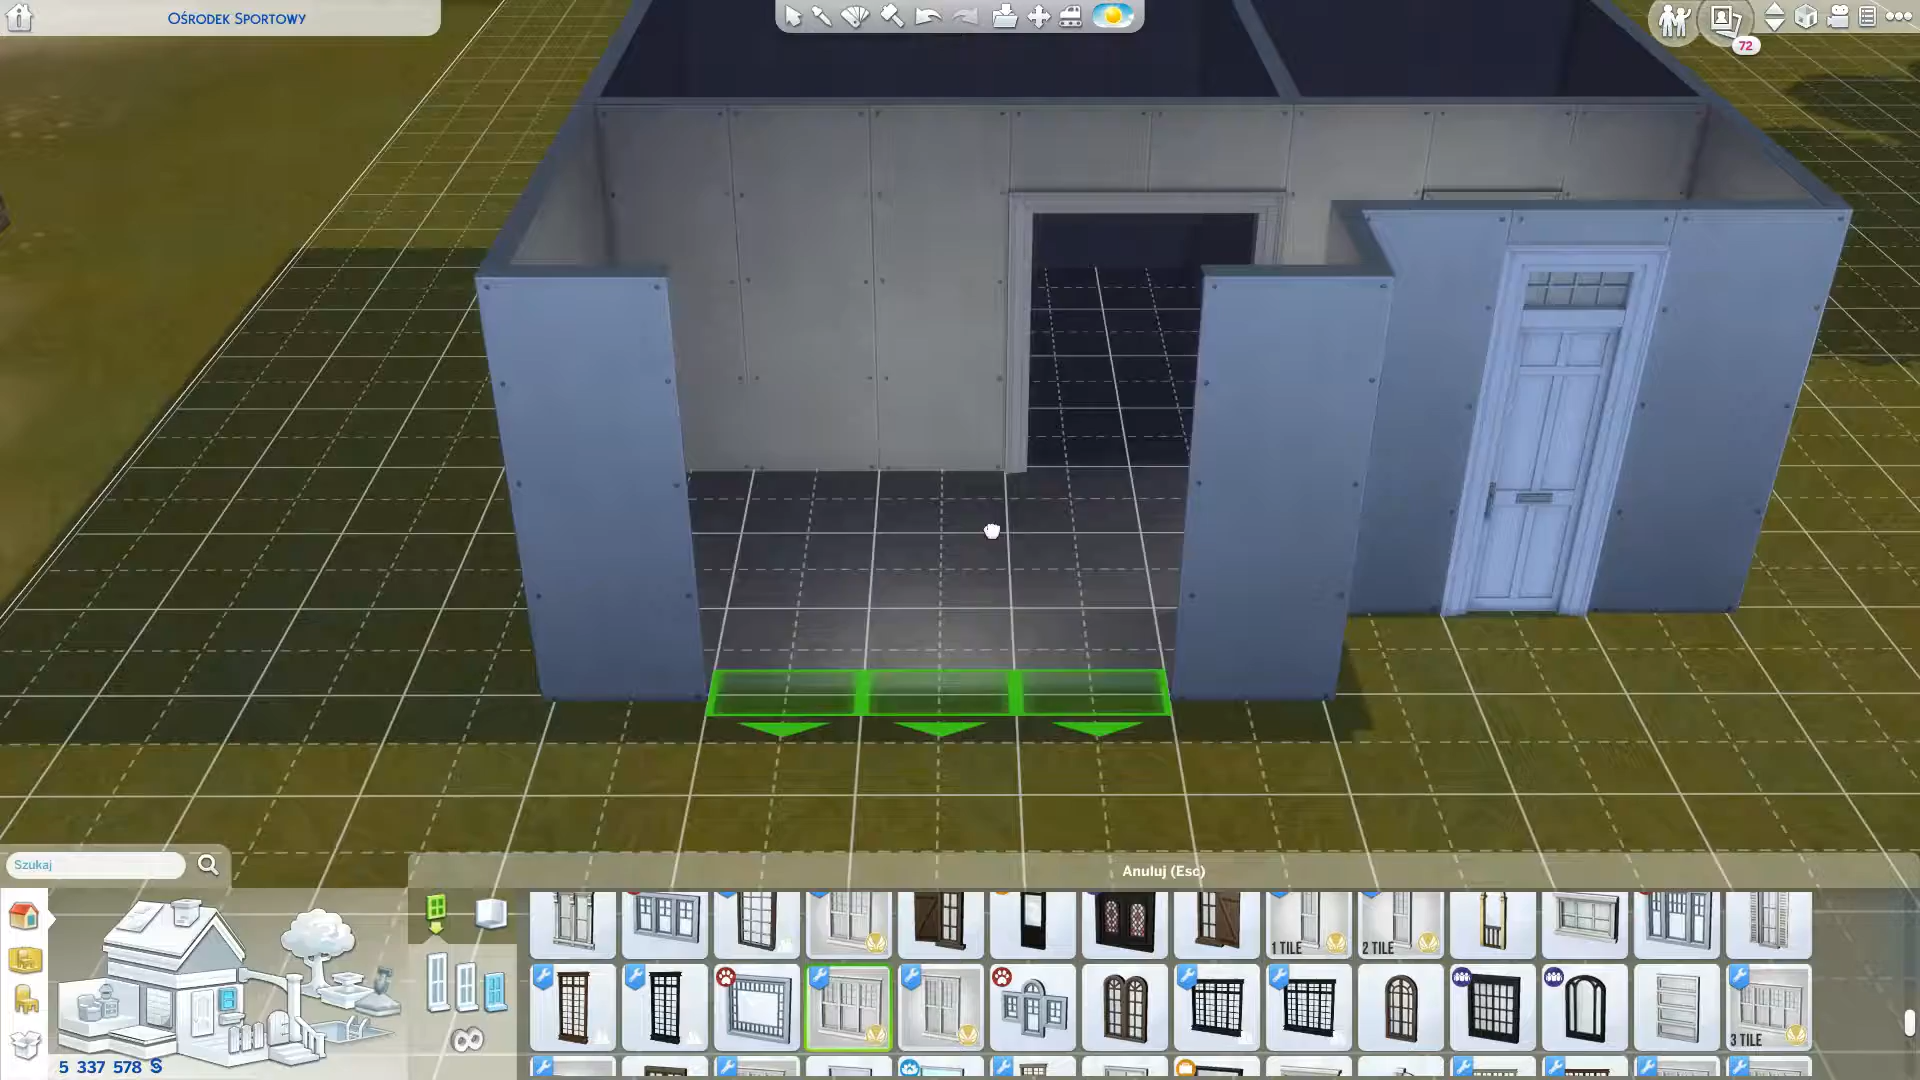 Ośrodek Sportowy
72
Szukaj
Anuluj (Esc)
1 TILE
2 TILE
3 TILE
5 337 578 §